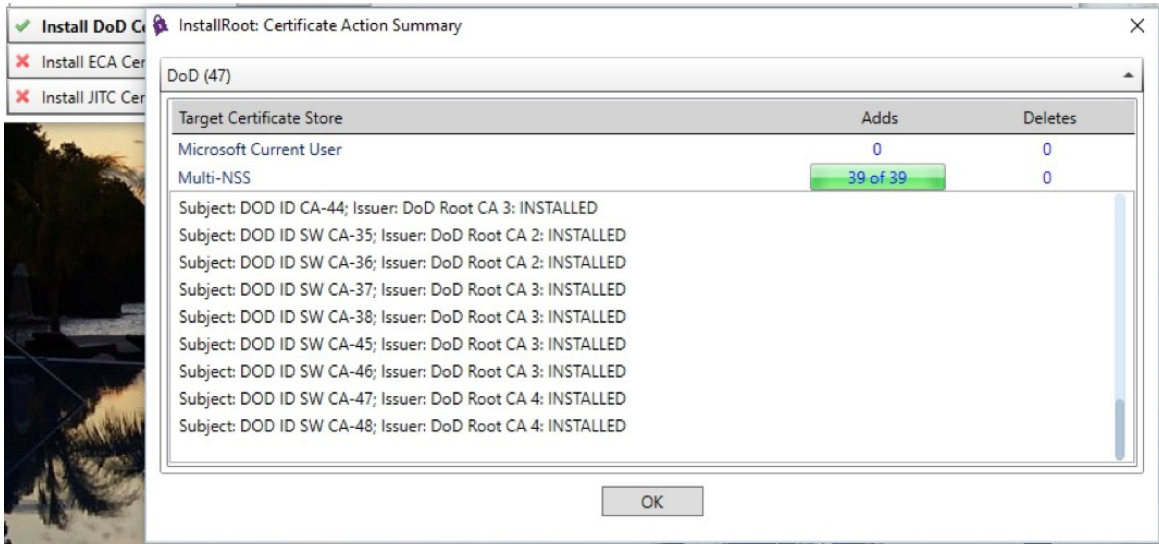 Install DoD Ce
Install ECA Cer
Install JITC Cer
InstallRoot: Certificate Action Summary
DoD (47)
Target Certificate Store Adds Deletes
Microsoft Current User 0 0
Multi-NSS 39 of 39 0
Subject: DOD ID CA-44; Issuer: DoD Root CA 3: INSTALLED
Subject: DOD ID SW CA-35; Issuer: DoD Root CA 2: INSTALLED
Subject: DOD ID SW CA-36; Issuer: DoD Root CA 2: INSTALLED
Subject: DOD ID SW CA-37; Issuer: DoD Root CA 3: INSTALLED
Subject: DOD ID SW CA-38; Issuer: DoD Root CA 3: INSTALLED
Subject: DOD ID SW CA-45; Issuer: DoD Root CA 3: INSTALLED
Subject: DOD ID SW CA-46; Issuer: DoD Root CA 3: INSTALLED
Subject: DOD ID SW CA-47; Issuer: DoD Root CA 4: INSTALLED
Subject: DOD ID SW CA-48; Issuer: DoD Root CA 4: INSTALLED
OK